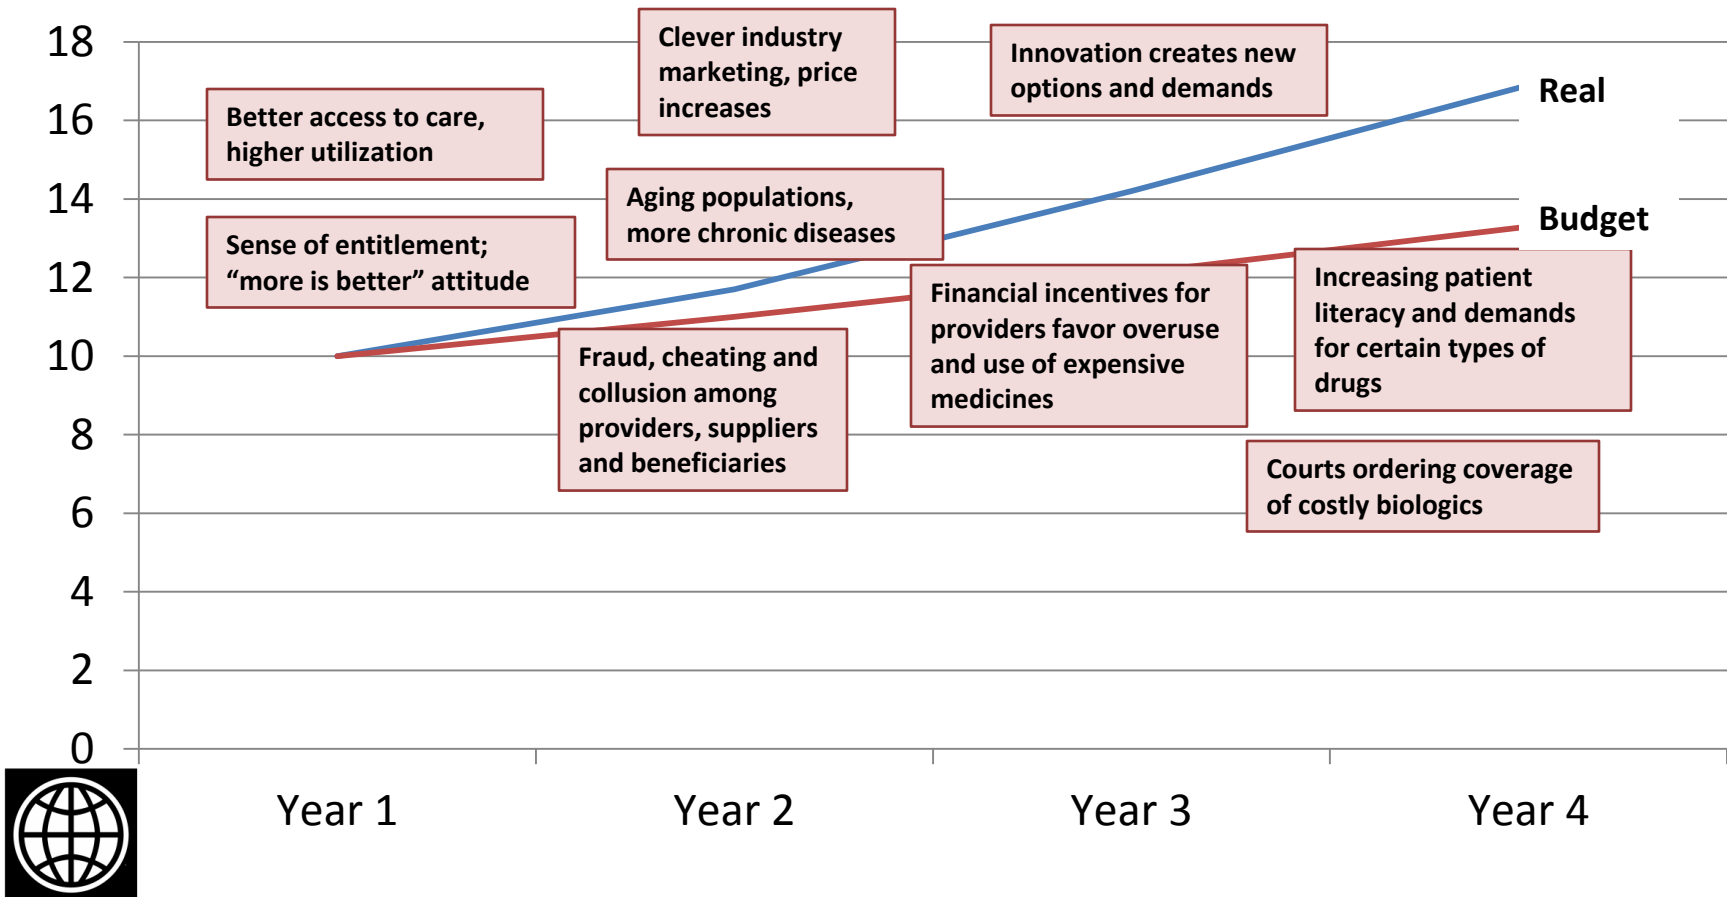 18
16
14
12
10
8
6
4
2
0
Better access to care,
higher utilization
Sense of entitlement;
“more is better” attitude
Clever industry
marketing, price
increases
Aging populations,
more chronic diseases
Fraud, cheating and
collusion among
providers, suppliers
and beneficiaries
Innovation creates new
options and demands
Financial incentives for
providers favor overuse
and use of expensive
medicines
Real
Budget
Increasing patient
literacy and demands
for certain types of
drugs
Courts ordering coverage
of costly biologics
Year 1
Year 2
Year 3
Year 4